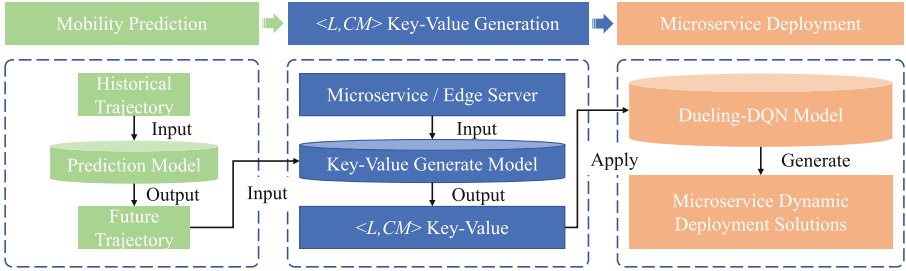 Mobility Prediction
<L,CM> Key-Value Generation
Microservice Deployment
Historical
Trajectory
Input
Prediction Model
Output
Future
Trajectory
Input
Microservice / Edge Server
Input
Key-Value Generate Model
Output
<L,CM> Key-Value
Apply
Dueling-DQN Model
Generate
Microservice Dynamic
Deployment Solutions